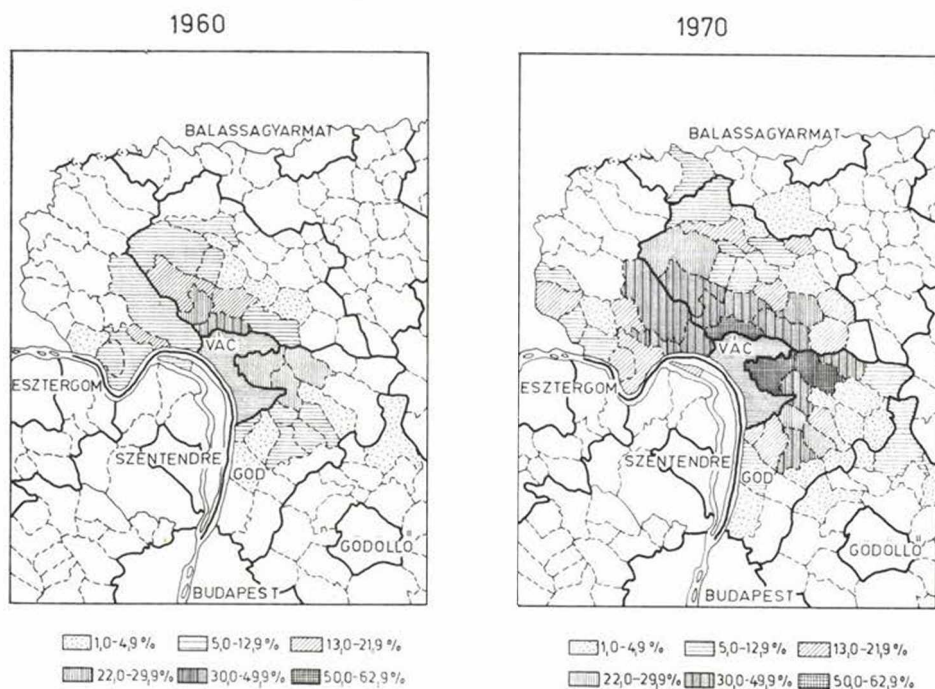 1960
BALASSAGYARMAT
VÁC
ESZTERGOM
SZENTENDRE
GÖD
GÖDÖLLŐ
BUDAPEST
1,0-4,9 % 5,0-12,9 % 13,0-21,9 %
22,0-29,9 % 30,0-49,9 % 50,0-62,9 %
1970
BALASSAGYARMAT
VÁC
ESZTERGOM
SZENTENDRE
GÖD
GÖDÖLLŐ
BUDAPEST
1,0-4,9 % 5,0-12,9 % 13,0-21,9 %
22,0-29,9 % 30,0-49,9 % 50,0-62,9 %